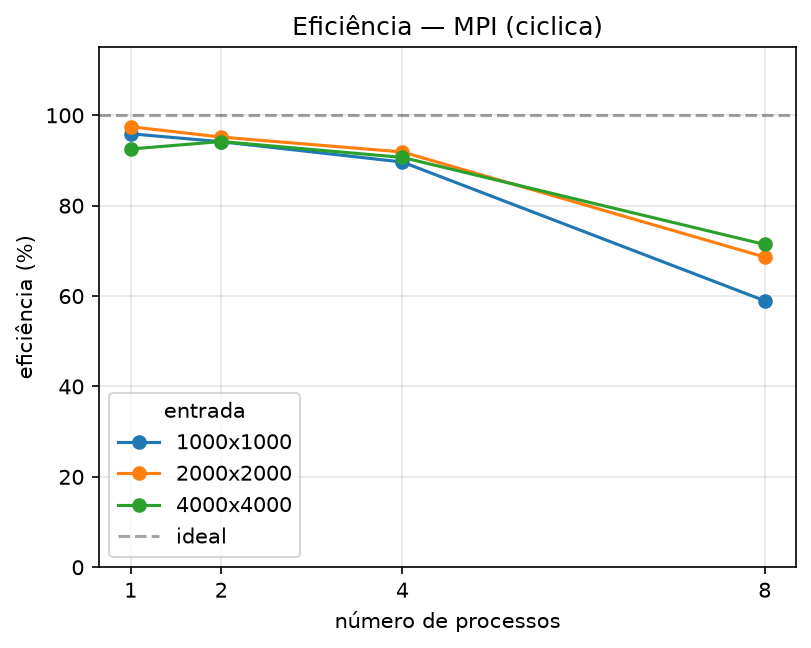 Eficiência — MPI (ciclica)
100
80
60
40
20
0
eficiência (%)
entrada
1000x1000
2000x2000
4000x4000
ideal
1 2 4 8
número de processos